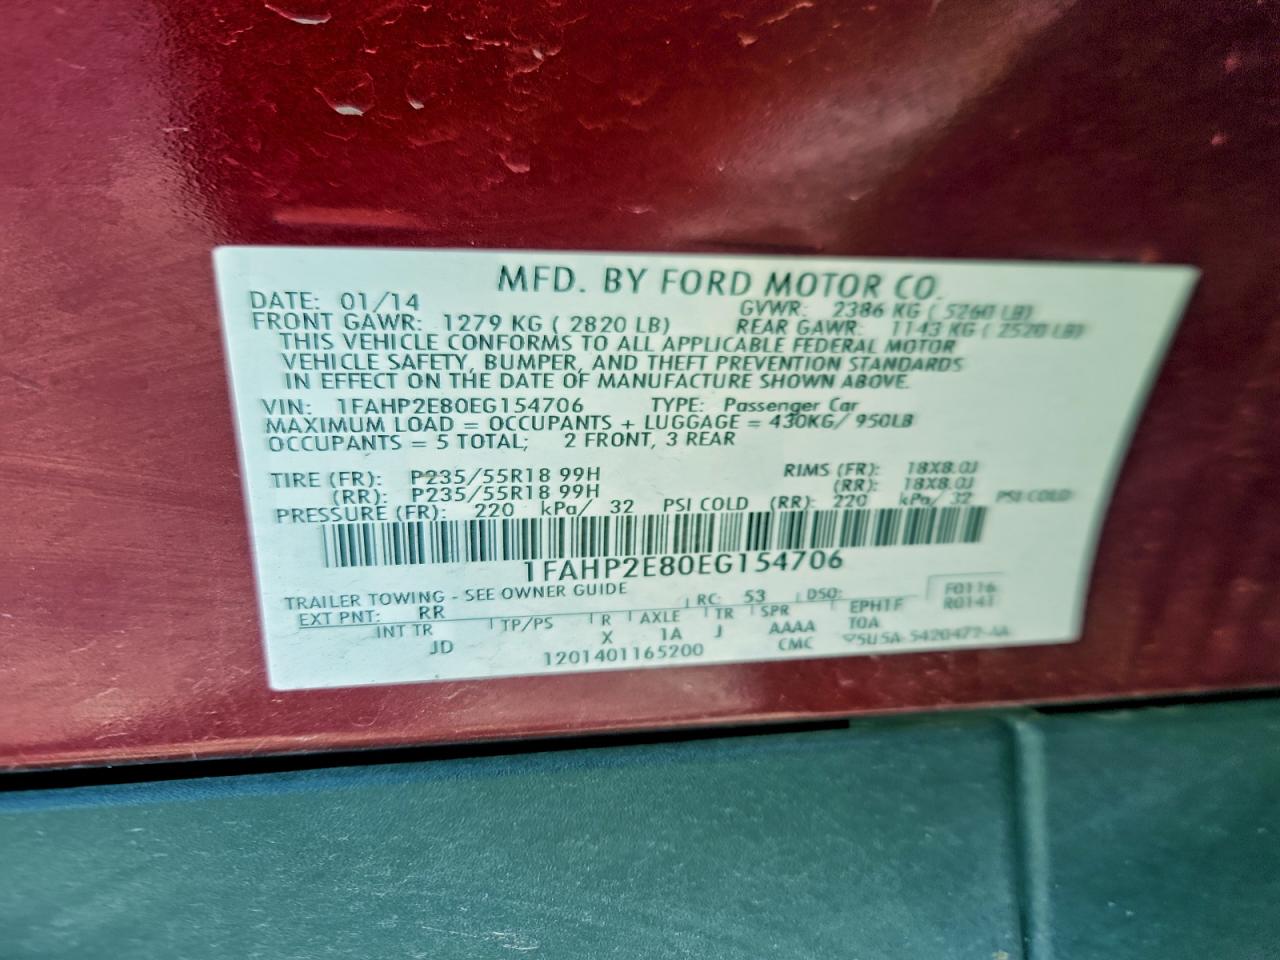 MFD. BY FORD MOTOR CO.
DATE: 01/14 GVWR: 2386 KG ( 5260 LB)
FRONT GAWR: 1279 KG ( 2820 LB) REAR GAWR: 1143 KG ( 2520 LB)
THIS VEHICLE CONFORMS TO ALL APPLICABLE FEDERAL MOTOR
VEHICLE SAFETY, BUMPER, AND THEFT PREVENTION STANDARDS
IN EFFECT ON THE DATE OF MANUFACTURE SHOWN ABOVE.
VIN: 1FAHP2E80EG154706 TYPE: Passenger Car
MAXIMUM LOAD = OCCUPANTS + LUGGAGE = 430KG/ 950LB
OCCUPANTS = 5 TOTAL; 2 FRONT, 3 REAR
TIRE (FR): P235/55R18 99H RIMS (FR): 18X8.0J
(RR): P235/55R18 99H (RR): 18X8.0J
PRESSURE (FR): 220 kPa/ 32 PSI COLD (RR): 220 kPa/ 32 PSI COLD
1FAHP2E80EG154706
TRAILER TOWING - SEE OWNER GUIDE RC: 53 DSO: F0116
EXT PNT: RR R0141
INT TR TP/PS R AXLE TR SPR EPH1F
JD X 1A J AAAA T0A
1201401165200 CMC 5U5A-5420472-AA